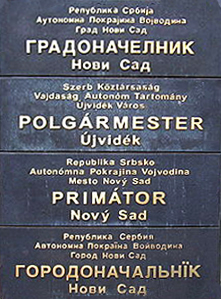 Република Србија
Аутономна Покрајина Војводина
Град Нови Сад
ГРАДОНАЧЕЛНИК
Нови Сад
Szerb Köztársaság
Vajdaság Autonóm Tartomány
Újvidék Város
POLGÁRMESTER
Újvidék
Republika Srbsko
Autonómna Pokrajina Vojvodina
Mesto Nový Sad
PRIMÁTOR
Nový Sad
Република Сербия
Автономна Покраїна Войводина
Город Нови Сад
ГОРОДОНАЧАЛЬНЇК
Нови Сад